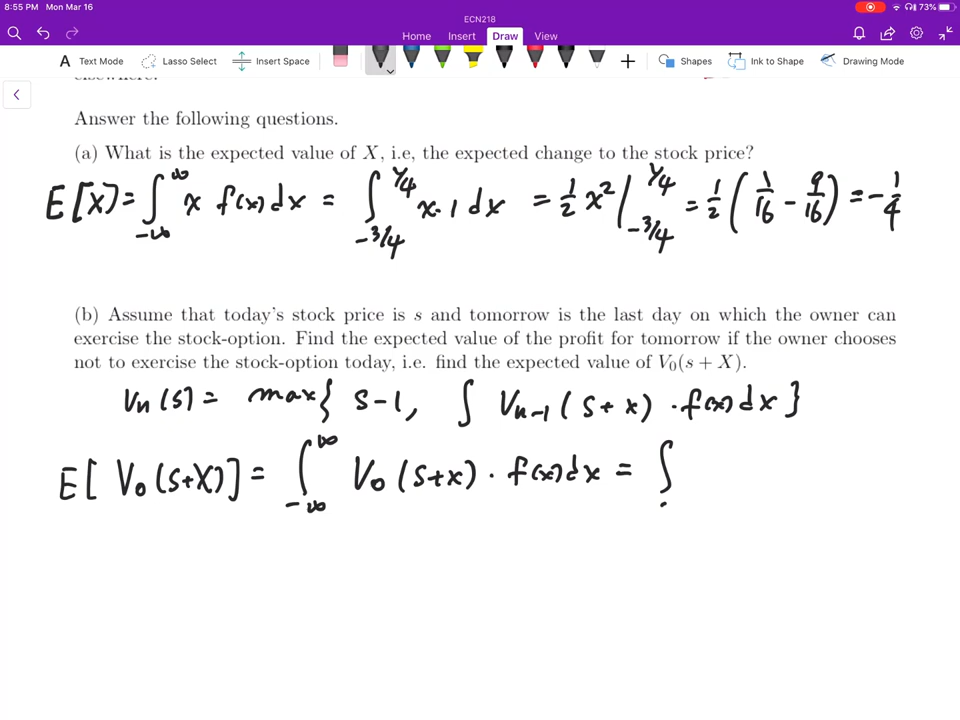 8:55 PM Mon Mar 16 73%
ECN218
Home Insert Draw View
A Text Mode Lasso Select Insert Space Shapes Ink to Shape Drawing Mode
elsewhere.
Answer the following questions.
(a) What is the expected value of X, i.e, the expected change to the stock price?
E[X] = ∫_{-∞}^{∞} x f(x) dx = ∫_{-3/4}^{1/4} x·1 dx = 1/2 x² |_{-3/4}^{1/4} = 1/2 (1/16 - 9/16) = -1/4
(b) Assume that today's stock price is s and tomorrow is the last day on which the owner can
exercise the stock-option. Find the expected value of the profit for tomorrow if the owner chooses
not to exercise the stock-option today, i.e. find the expected value of V₀(s + X).
Vn(s) = max{ s-1, ∫ Vn-1(s+x)·f(x)dx }
E[V₀(s+X)] = ∫_{-∞}^{∞} V₀(s+x)·f(x)dx = ∫